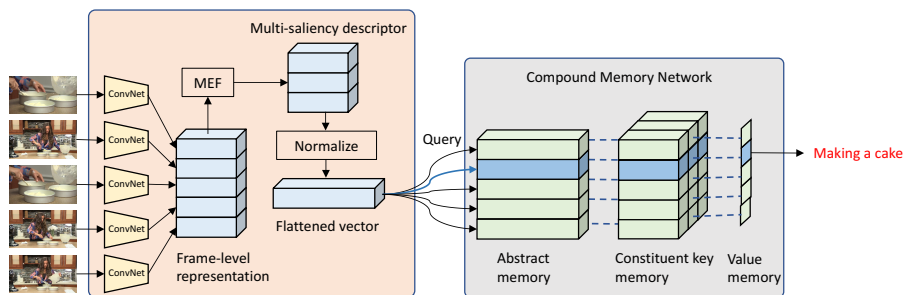 Multi-saliency descriptor
MEF
ConvNet
ConvNet
ConvNet
ConvNet
ConvNet
Normalize
Flattened vector
Frame-level
representation
Compound Memory Network
Query
Making a cake
Abstract
memory
Constituent key
memory
Value
memory